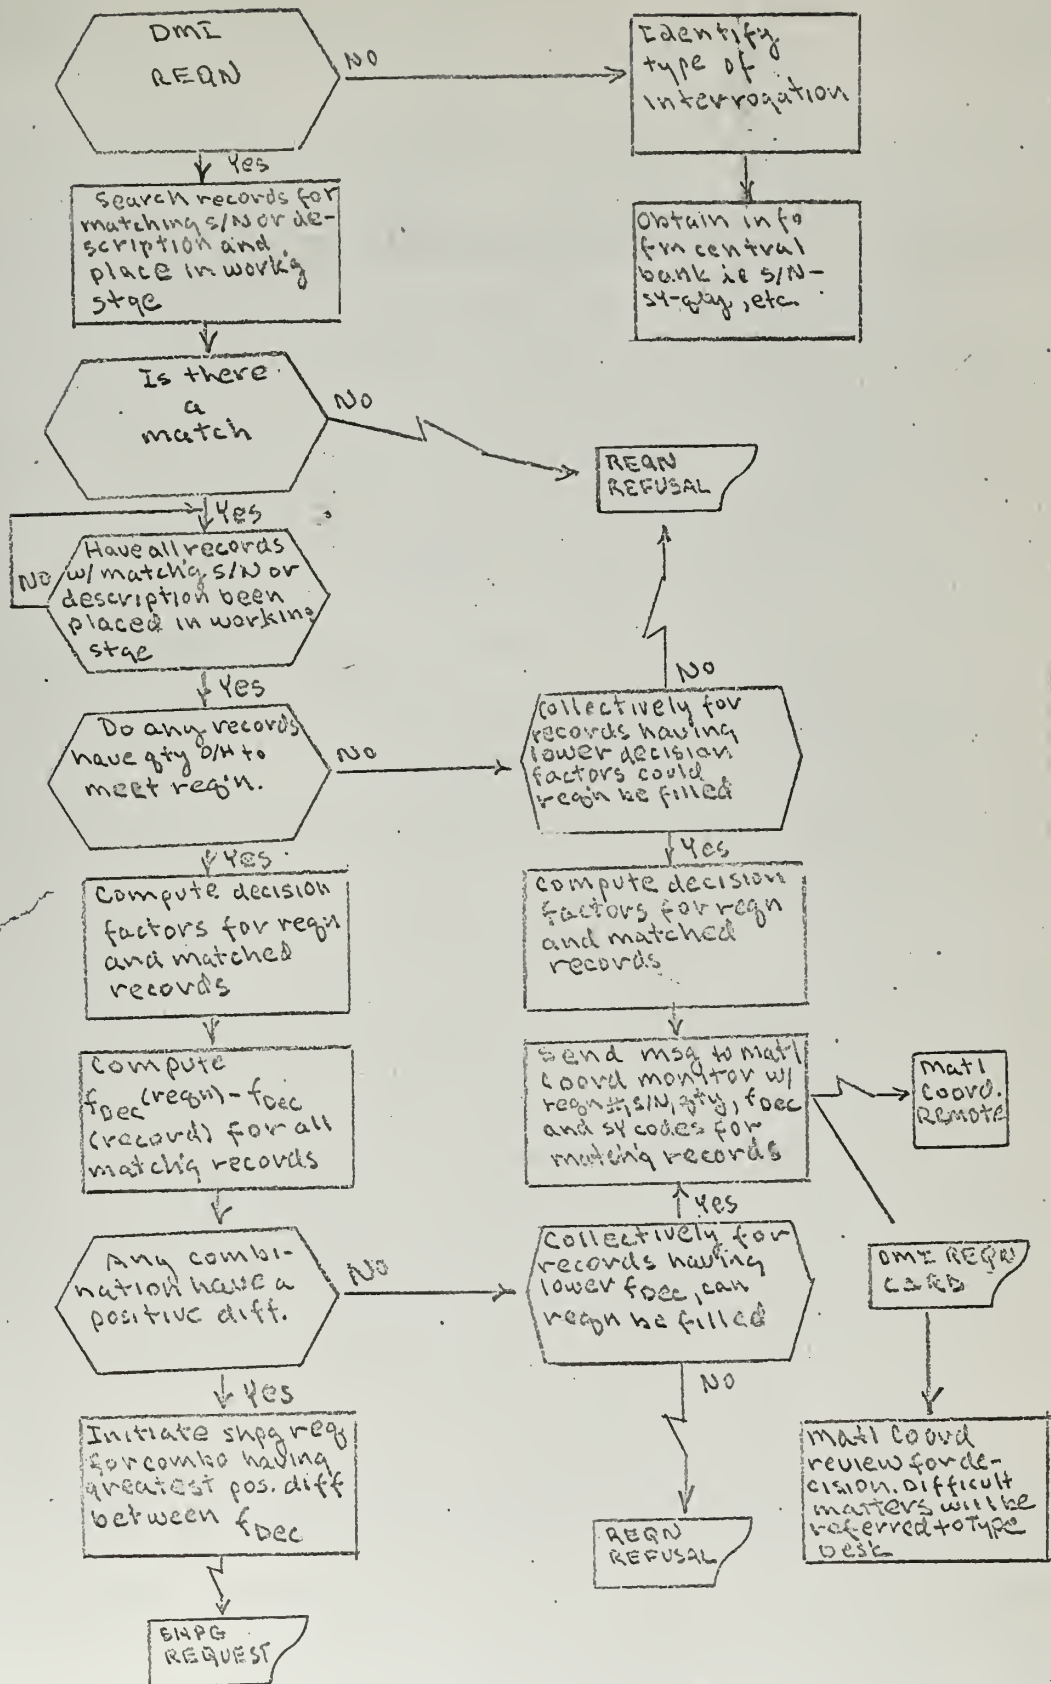 DMI
REQN
NO
Identify
type of
interrogation
Yes
Search records for
matching S/N or de-
scription and
place in work'g
stge
Obtain info
fm central
bank ie S/N-
SY-qty, etc.
Is there
a
match
NO
REQN
REFUSAL
Yes
Have all records
w/ match'g S/N or
description been
placed in working
stge
NO
Yes
Do any records
have qty O/H to
meet req'n.
NO
Collectively for
records having
lower decision
factors could
req'n be filled
NO
Yes
Compute decision
factors for req'n
and matched
records
Yes
Compute decision
factors for reqn
and matched
records
Compute
fDec (reqn) - fDec
(record) for all
match'g records
Send msg to matl
coord monitor w/
reqn #, S/N, qty, fDec
and SY codes for
match'g records
Matl
Coord.
REMOTE
Yes
Any combi-
nation have a
positive diff.
NO
Collectively for
records having
lower fDec, can
reqn be filled
DMI REQN
CARD
NO
Yes
Initiate shpg req
for combo having
greatest pos. diff
between fDec
Matl Coord
review for de-
cision. Difficult
matters will be
referred to Type
Desk
REQN
REFUSAL
SHPG
REQUEST